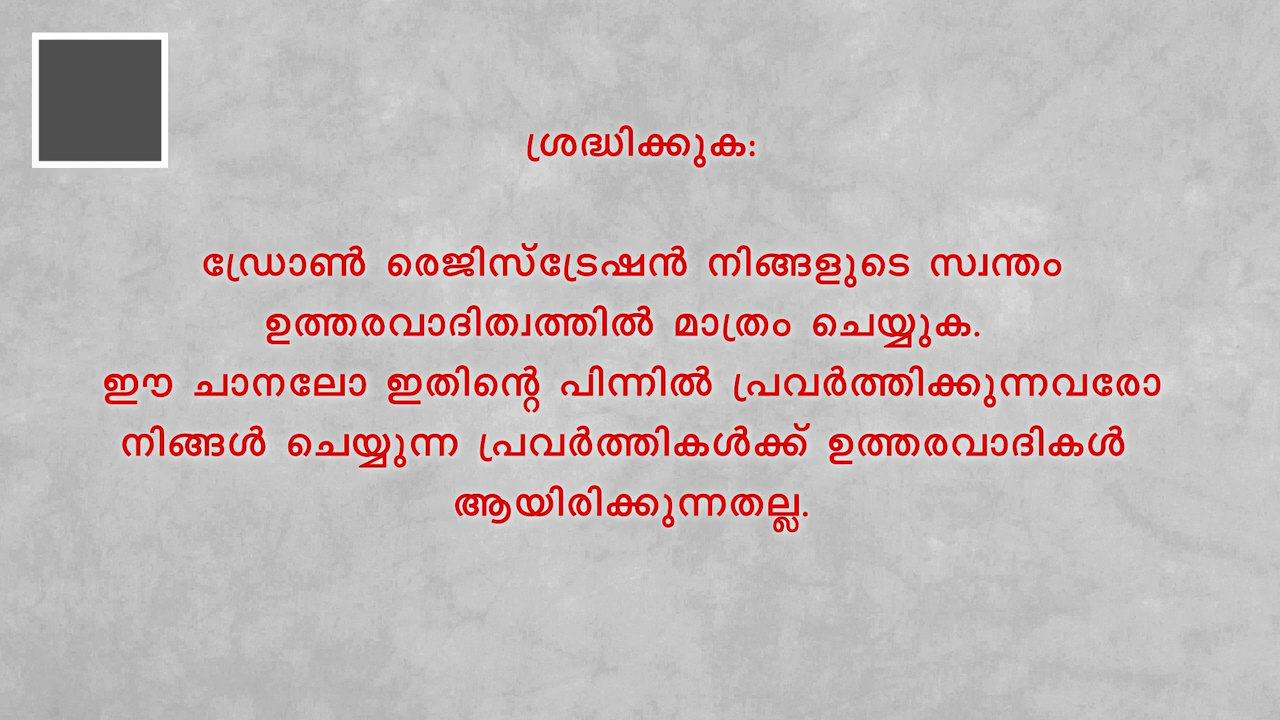 ശ്രദ്ധിക്കുക:
ഡ്രോൺ രെജിസ്ട്രേഷൻ നിങ്ങളുടെ സ്വന്തം
ഉത്തരവാദിത്വത്തിൽ മാത്രം ചെയ്യുക.
ഈ ചാനലോ ഇതിന്റെ പിന്നിൽ പ്രവർത്തിക്കുന്നവരോ
നിങ്ങൾ ചെയ്യുന്ന പ്രവർത്തികൾക്ക് ഉത്തരവാദികൾ
ആയിരിക്കുന്നതല്ല.